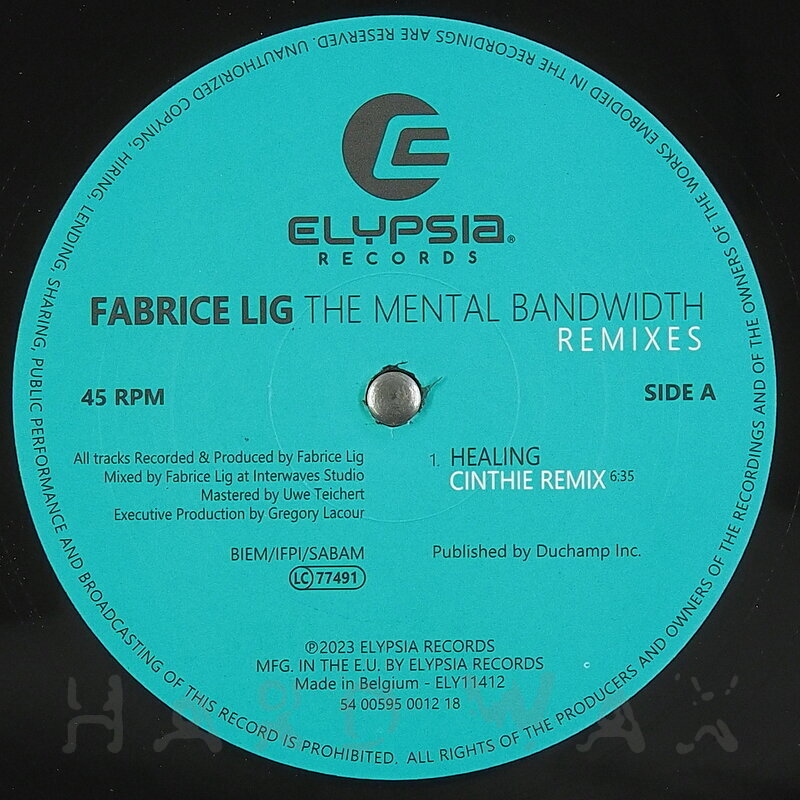 ELYPSIA®
RECORDS
FABRICE LIG THE MENTAL BANDWIDTH
REMIXES
45 RPM
SIDE A
All tracks Recorded & Produced by Fabrice Lig
Mixed by Fabrice Lig at Interwaves Studio
Mastered by Uwe Teichert
Executive Production by Gregory Lacour
1. HEALING
CINTHIE REMIX 6:35
BIEM/IFPI/SABAM
LC 77491
Published by Duchamp Inc.
℗2023 ELYPSIA RECORDS
MFG. IN THE E.U. BY ELYPSIA RECORDS
Made in Belgium - ELY11412
54 00595 0012 18
ALL RIGHTS OF THE PRODUCERS AND OWNERS OF THE RECORDINGS AND OF THE OWNERS OF THE WORKS EMBODIED IN THE RECORDINGS ARE RESERVED. UNAUTHORIZED COPYING, HIRING, LENDING, SHARING, PUBLIC PERFORMANCE AND BROADCASTING OF THIS RECORD IS PROHIBITED.
HARD WAX